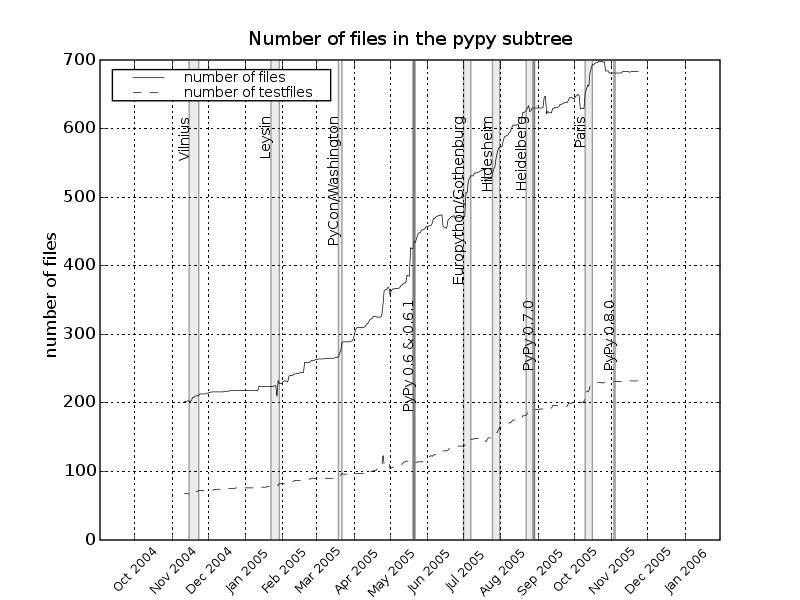 Number of files in the pypy subtree
number of files
number of testfiles
number of files
700
600
500
400
300
200
100
0
Vilnius
Leysin
PyCon/Washington
PyPy 0.6 & 0.6.1
Europython/Gothenburg
Hildesheim
Heidelberg
PyPy 0.7.0
Paris
PyPy 0.8.0
Oct 2004
Nov 2004
Dec 2004
Jan 2005
Feb 2005
Mar 2005
Apr 2005
May 2005
Jun 2005
Jul 2005
Aug 2005
Sep 2005
Oct 2005
Nov 2005
Dec 2005
Jan 2006